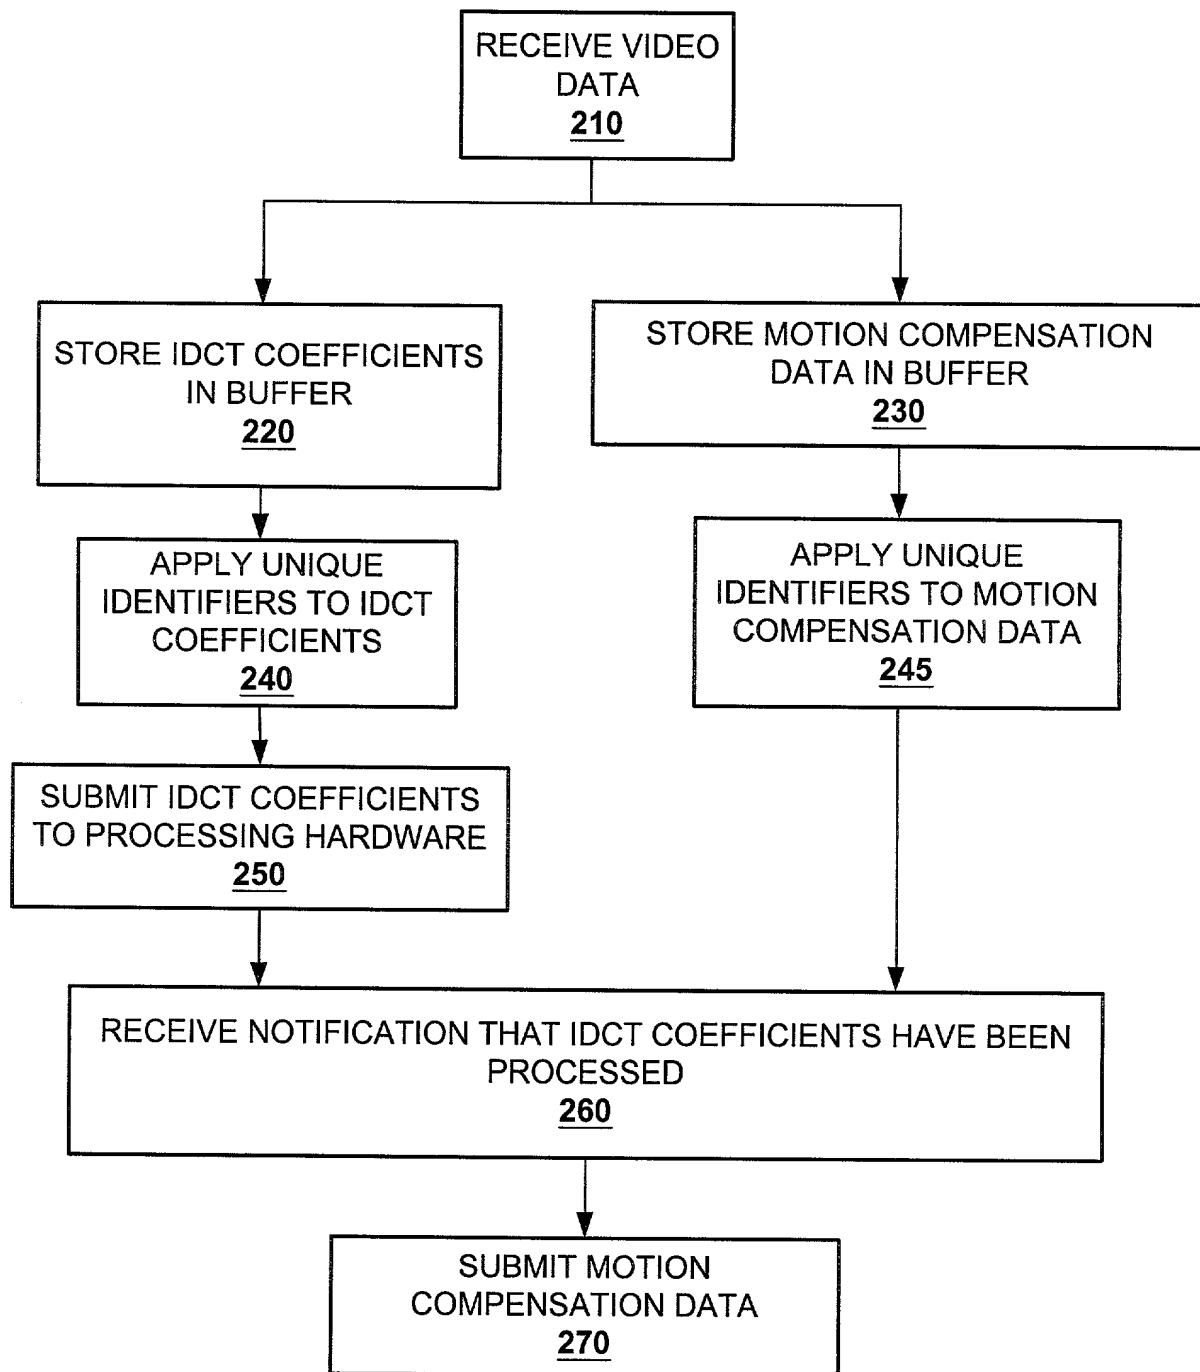 RECEIVE VIDEO
DATA
210
STORE IDCT COEFFICIENTS
IN BUFFER
220
STORE MOTION COMPENSATION
DATA IN BUFFER
230
APPLY UNIQUE
IDENTIFIERS TO IDCT
COEFFICIENTS
240
APPLY UNIQUE
IDENTIFIERS TO MOTION
COMPENSATION DATA
245
SUBMIT IDCT COEFFICIENTS
TO PROCESSING HARDWARE
250
RECEIVE NOTIFICATION THAT IDCT COEFFICIENTS HAVE BEEN
PROCESSED
260
SUBMIT MOTION
COMPENSATION DATA
270